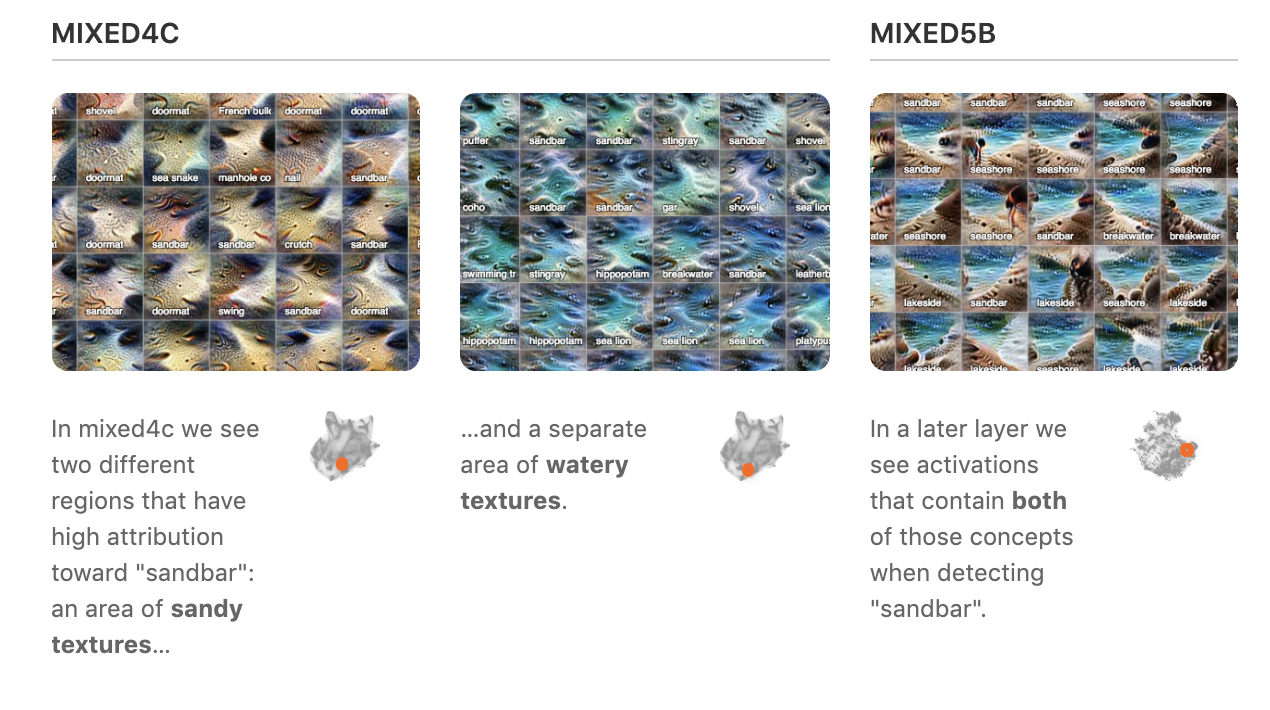 MIXED4C
MIXED5B
shovel doormat French bulk doormat doormat
doormat sea snake manhole co nail sandbar
doormat sandbar sandbar crutch sandbar
sandbar doormat swing sandbar doormat
puffer sandbar sandbar stingray sandbar shovel
coho sandbar sandbar gar shovel sea lion
swimming tr stingray hippopotam breakwater sandbar leatherb
hippopotam hippopotam sea lion sea lion sea lion platypu
sandbar sandbar sandbar seashore seashore
sandbar seashore seashore seashore seashore
ater seashore seashore sandbar breakwater breakwater
lakeside sandbar lakeside seashore lakeside
lakeside lakeside seashore lakeside lakeside
In mixed4c we see
two different
regions that have
high attribution
toward "sandbar":
an area of sandy
textures...
...and a separate
area of watery
textures.
In a later layer we
see activations
that contain both
of those concepts
when detecting
"sandbar".